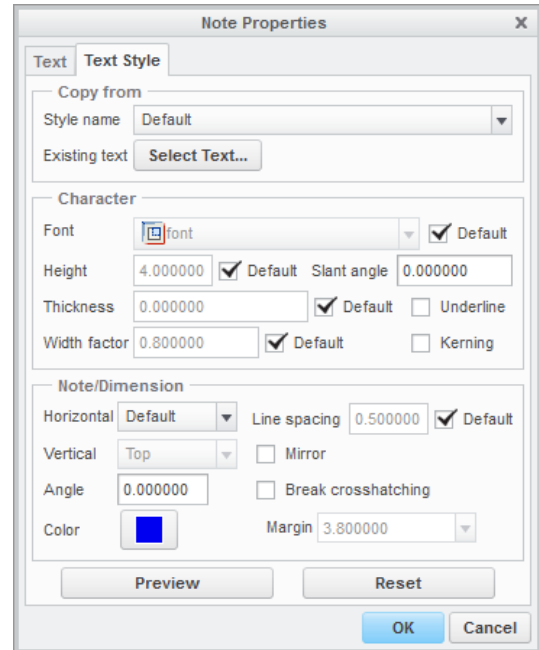 Note Properties
Text Text Style
Copy from
Style name Default
Existing text Select Text...
Character
Font font Default
Height 4.000000 Default Slant angle 0.000000
Thickness 0.000000 Default Underline
Width factor 0.800000 Default Kerning
Note/Dimension
Horizontal Default Line spacing 0.500000 Default
Vertical Top Mirror
Angle 0.000000 Break crosshatching
Color Margin 3.800000
Preview Reset
OK Cancel